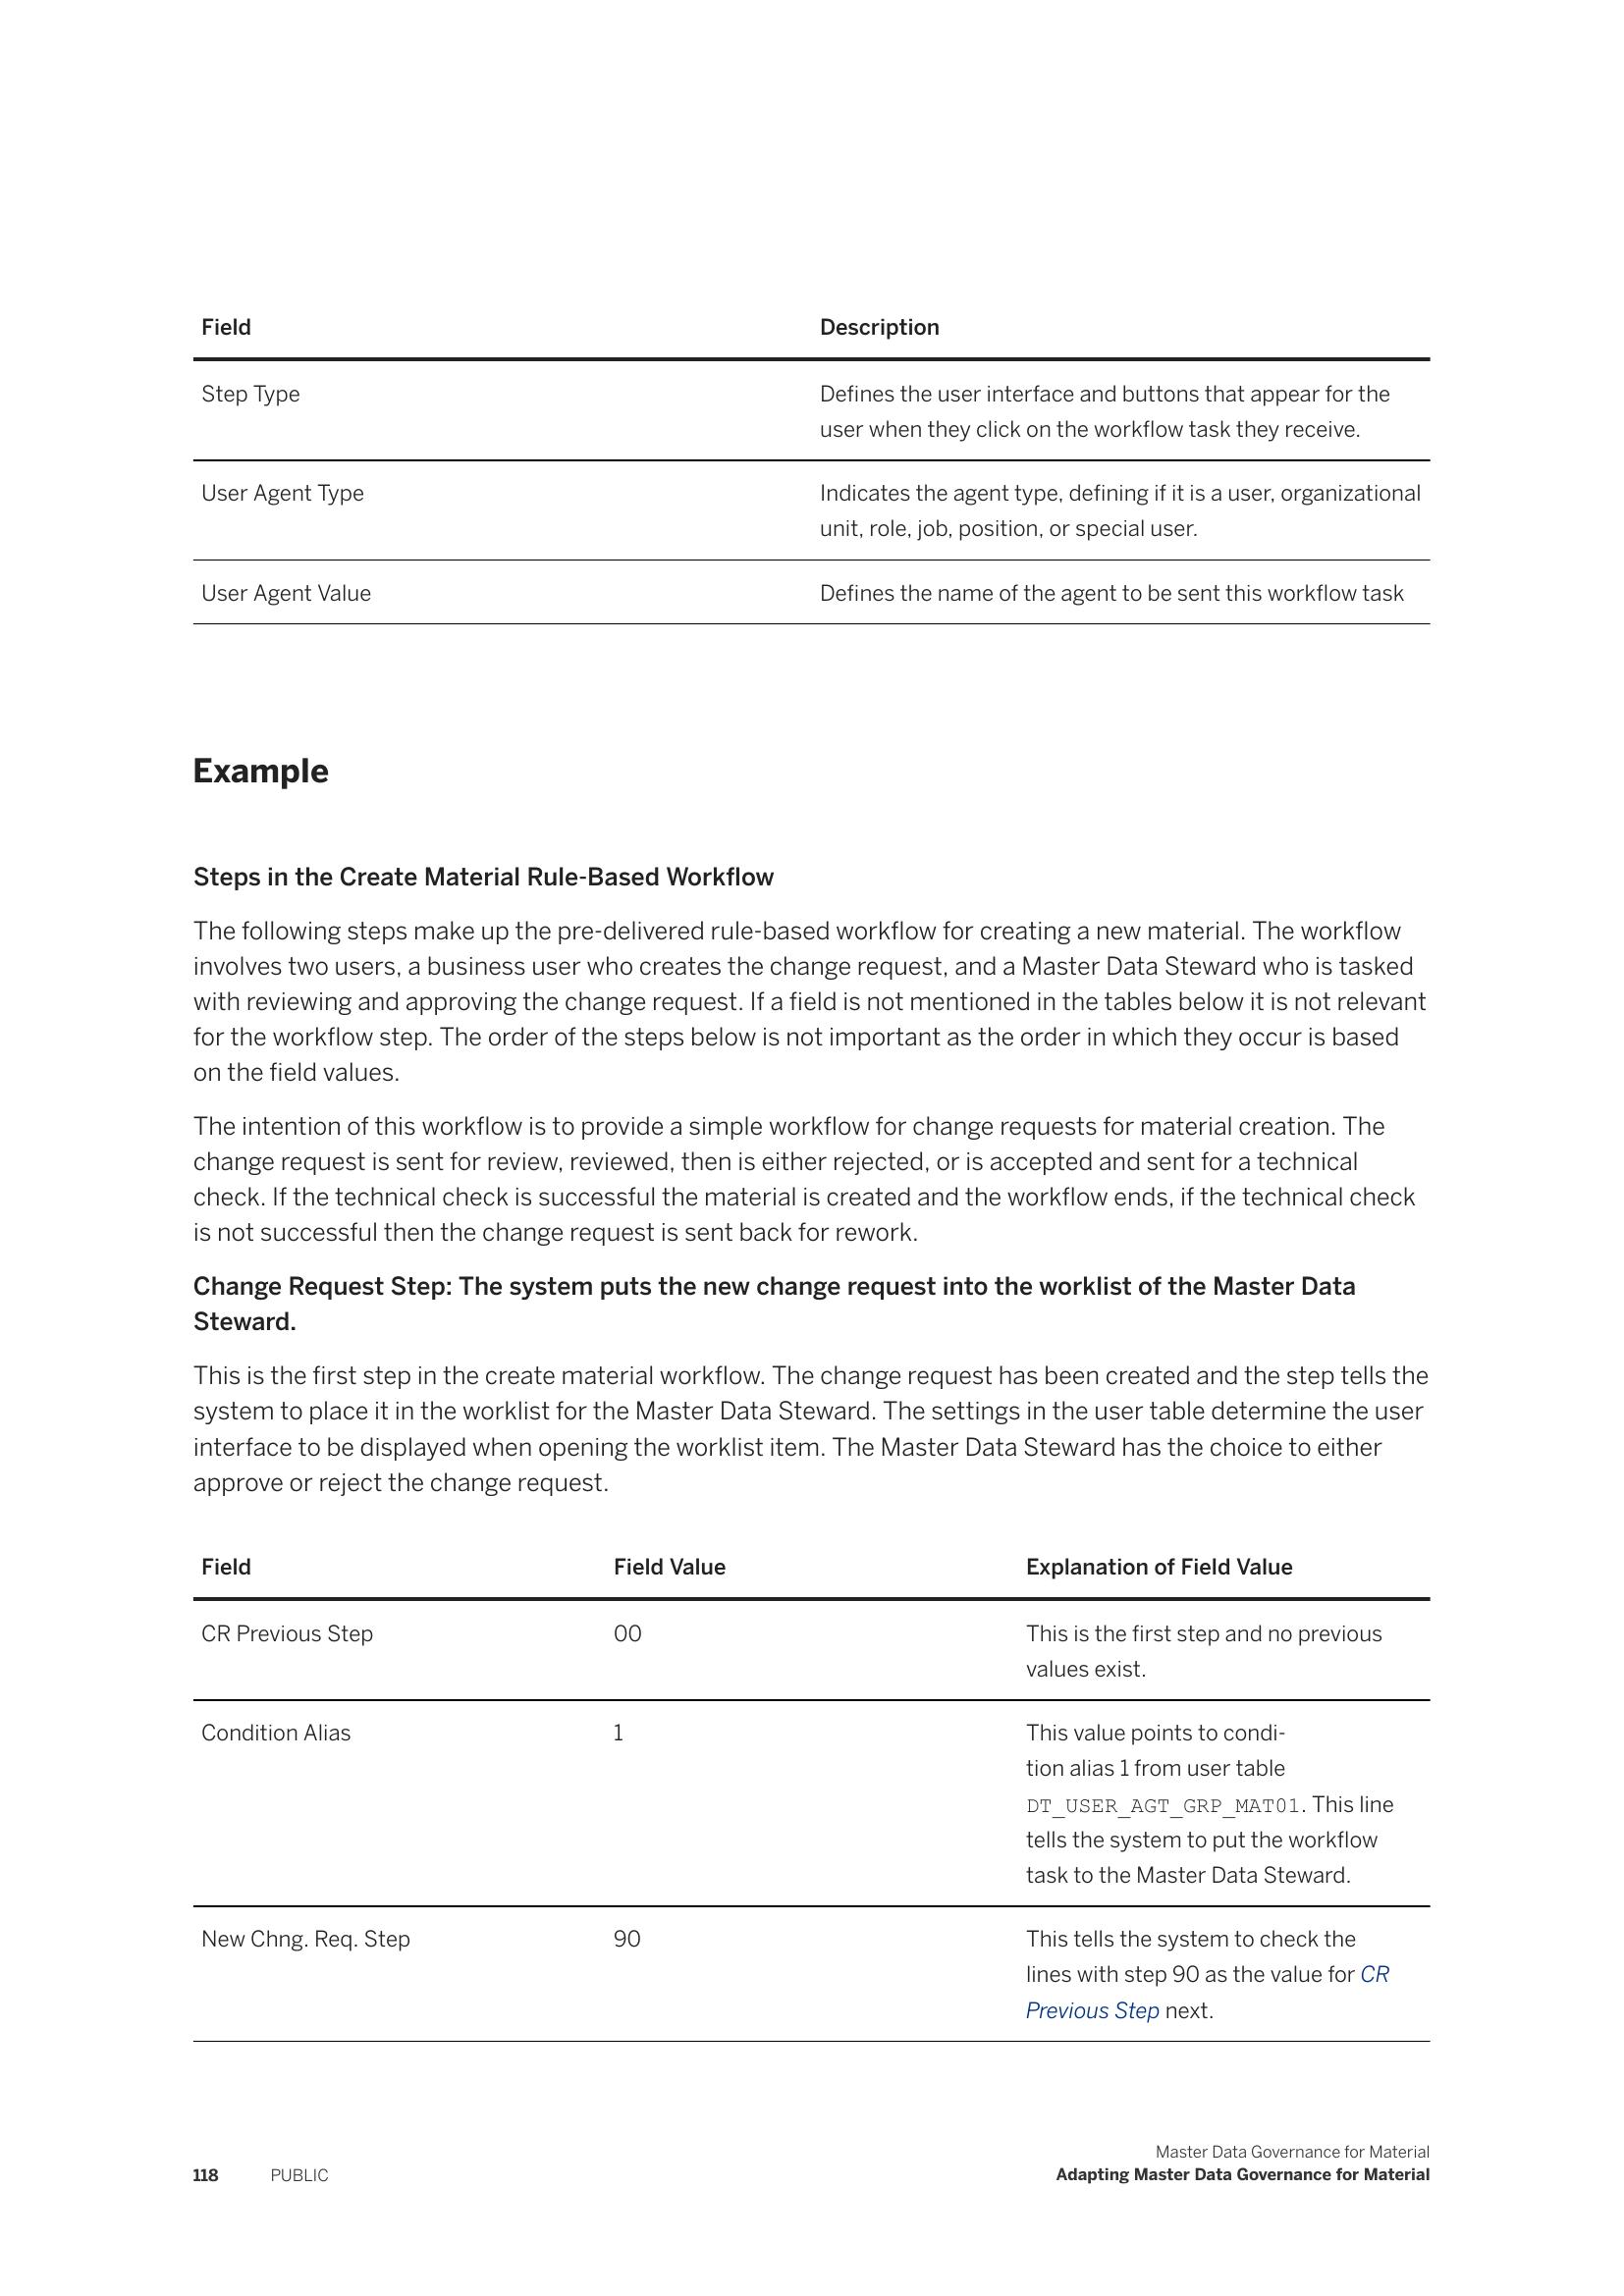 Field Description
Step Type Defines the user interface and buttons that appear for the
user when they click on the workflow task they receive.
User Agent Type Indicates the agent type, defining if it is a user, organizational
unit, role, job, position, or special user.
User Agent Value Defines the name of the agent to be sent this workflow task
Example
Steps in the Create Material Rule-Based Workflow
The following steps make up the pre-delivered rule-based workflow for creating a new material. The workflow
involves two users, a business user who creates the change request, and a Master Data Steward who is tasked
with reviewing and approving the change request. If a field is not mentioned in the tables below it is not relevant
for the workflow step. The order of the steps below is not important as the order in which they occur is based
on the field values.
The intention of this workflow is to provide a simple workflow for change requests for material creation. The
change request is sent for review, reviewed, then is either rejected, or is accepted and sent for a technical
check. If the technical check is successful the material is created and the workflow ends, if the technical check
is not successful then the change request is sent back for rework.
Change Request Step: The system puts the new change request into the worklist of the Master Data
Steward.
This is the first step in the create material workflow. The change request has been created and the step tells the
system to place it in the worklist for the Master Data Steward. The settings in the user table determine the user
interface to be displayed when opening the worklist item. The Master Data Steward has the choice to either
approve or reject the change request.
Field Field Value Explanation of Field Value
CR Previous Step 00 This is the first step and no previous
values exist.
Condition Alias 1 This value points to condi-
tion alias 1 from user table
DT_USER_AGT_GRP_MAT01. This line
tells the system to put the workflow
task to the Master Data Steward.
New Chng. Req. Step 90 This tells the system to check the
lines with step 90 as the value for CR
Previous Step next.
Master Data Governance for Material
118 PUBLIC Adapting Master Data Governance for Material